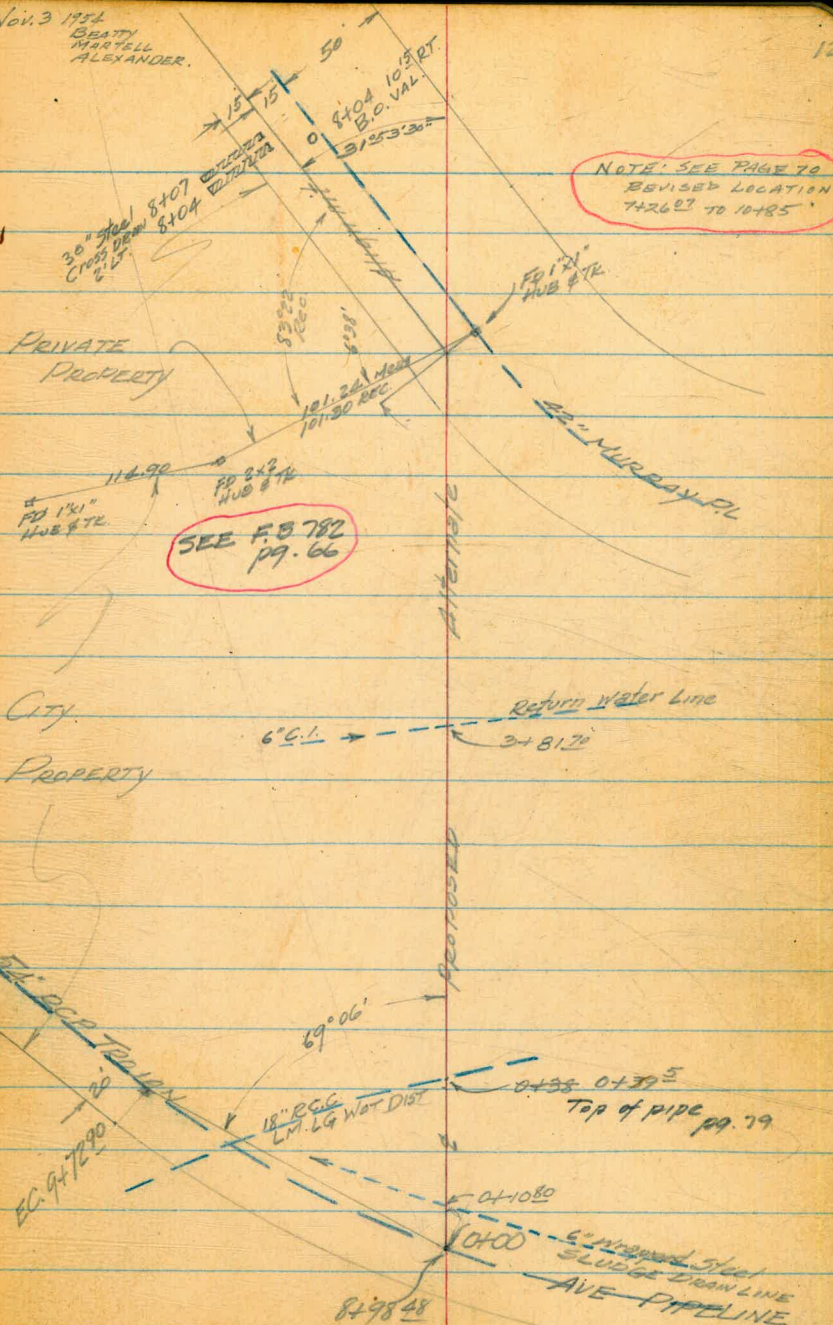 Nov. 3 1954
BEATTY
MARTELL
ALEXANDER.
50'
15'
15'
8+04 10'5 RT.
B.O. VAL.
31°53'30"
30" Steel
CROSS DRAIN
2' LT.
8+07
8+04
NOTE: SEE PAGE 70
REVISED LOCATION
7+26 07 TO 10+85
FD 1"X1"
HUB & TK.
83°22'
REC.
PRIVATE
PROPERTY
101.24 MEAS
101.30 REC.
42" MURRAY P.L
114.90
FD 1"X1"
HUB & TK.
FD 2X2
HUB & TK
SEE F.B 782
pg. 66
CITY
PROPERTY
6" C.I.
Return Water Line
3+81.70
PROPOSED
54" RCP TROJAN
69°06'
20'
18" R.C.C
LM. LG WAT DIST
0+38 0+39 5
Top of pipe
pg. 79
EC. 9+72 90
0+10 80
0+00
6" Wrapped Steel
SLUDGE DRAIN LINE
AVE PIPELINE
8+98 48